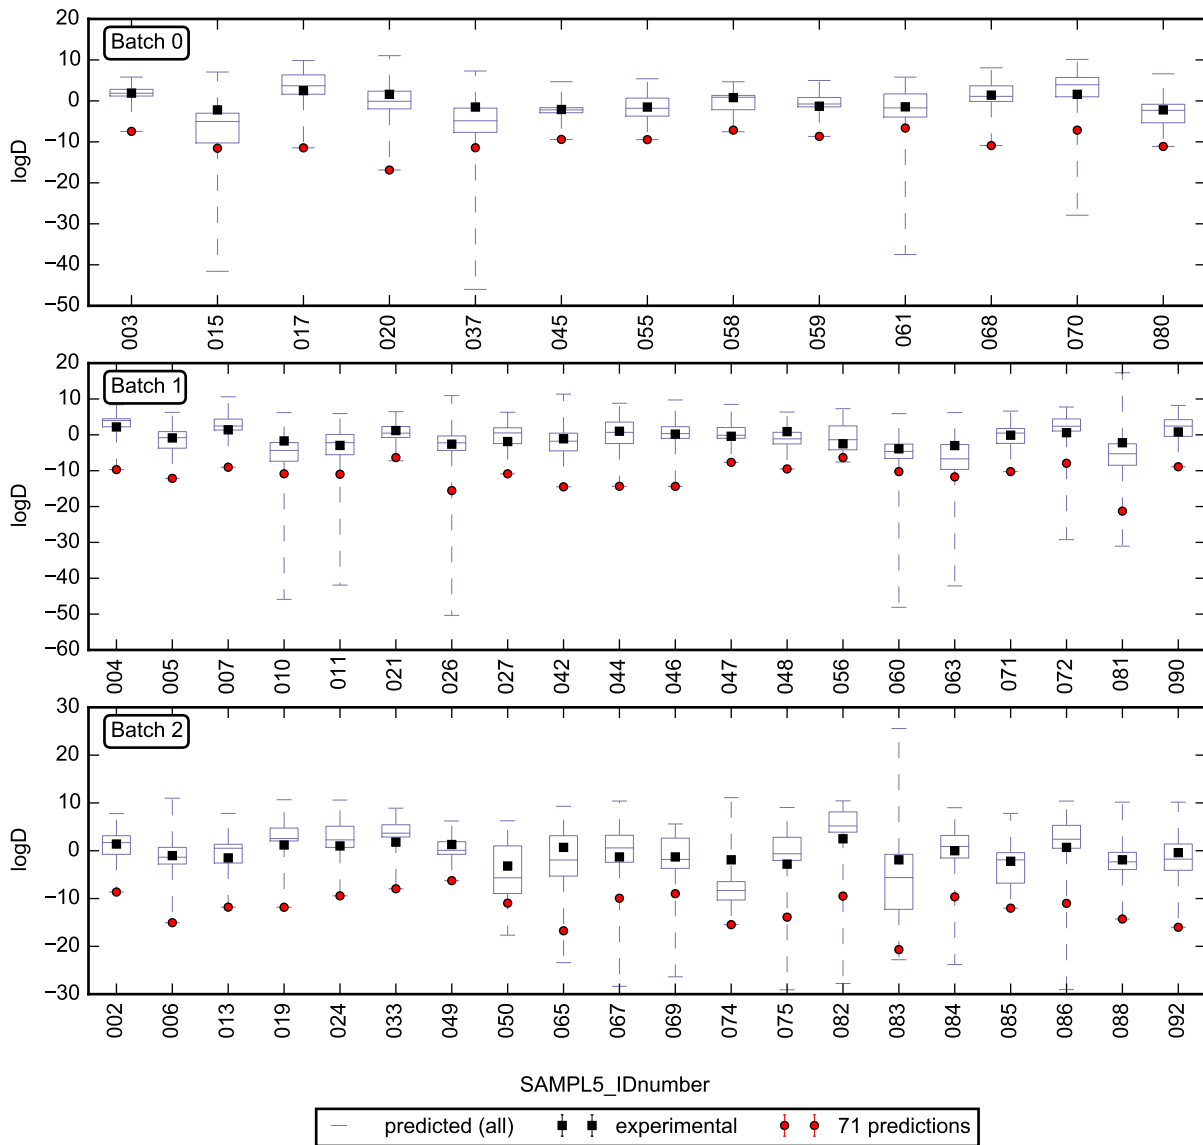 20
10
0
−10
−20
−30
−40
−50
logD
Batch 0
003 015 017 020 037 045 055 058 059 061 068 070 080
20
10
0
−10
−20
−30
−40
−50
−60
logD
Batch 1
004 005 007 010 011 021 026 027 042 044 046 047 048 056 060 063 071 072 081 090
30
20
10
0
−10
−20
−30
logD
Batch 2
002 006 013 019 024 033 049 050 065 067 069 074 075 082 083 084 085 086 088 092
SAMPL5_IDnumber
predicted (all) experimental 71 predictions